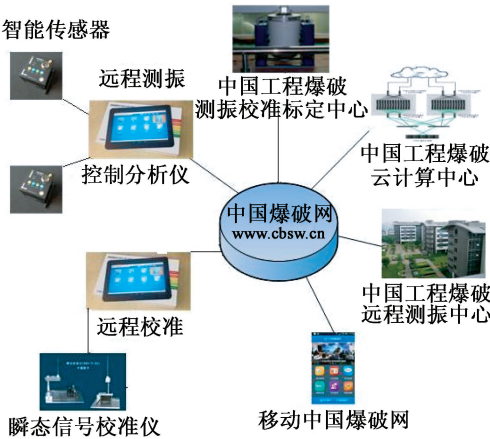 智能传感器
远程测振
控制分析仪
中国工程爆破
测振校准标定中心
中国工程爆破
云计算中心
中国爆破网
www.cbsw.cn
中国工程爆破
远程测振中心
远程校准
瞬态信号校准仪
移动中国爆破网